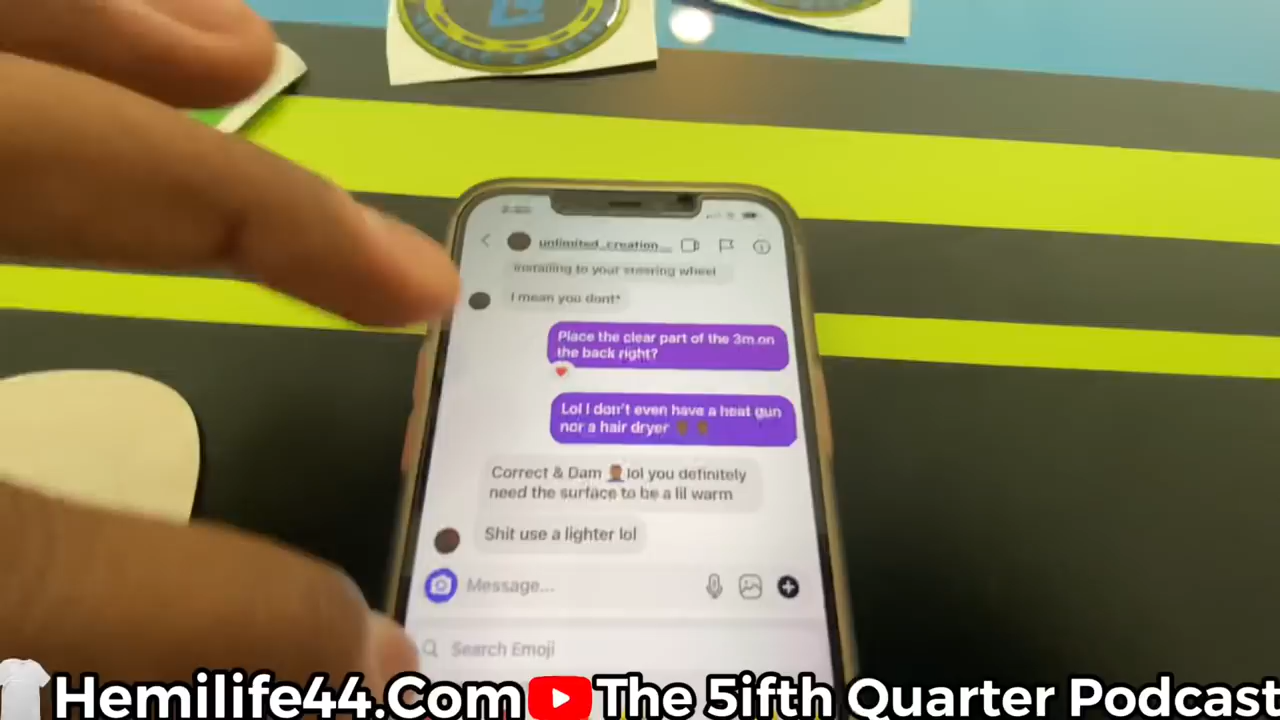 unlimited_creation_...
installing to your steering wheel
I mean you dont*
Place the clear part of the 3m on
the back right?
Lol I don't even have a heat gun
nor a hair dryer
Correct & Dam 🤦🏾‍♂️ lol you definitely
need the surface to be a lil warm
Shit use a lighter lol
Message...
Search Emoji
Hemilife44.Com The 5ifth Quarter Podcast